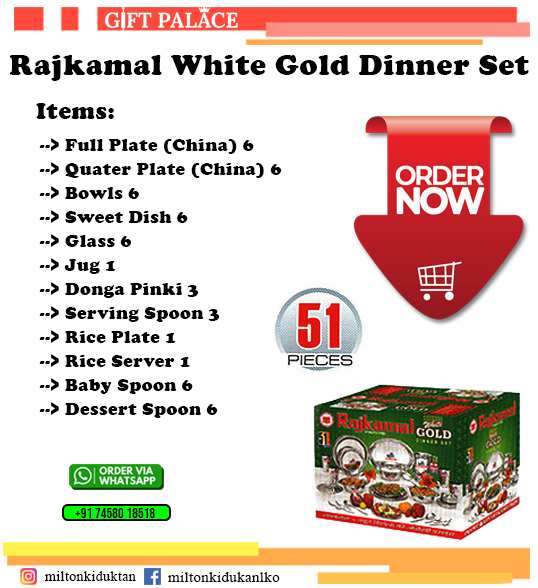 GIFT PALACE
Rajkamal White Gold Dinner Set
Items:
--> Full Plate (China) 6
--> Quater Plate (China) 6
--> Bowls 6
--> Sweet Dish 6
--> Glass 6
--> Jug 1
--> Donga Pinki 3
--> Serving Spoon 3
--> Rice Plate 1
--> Rice Server 1
--> Baby Spoon 6
--> Dessert Spoon 6
ORDER
NOW
51
PIECES
Rajkamal
White
GOLD
DINNER SET
51
ORDER VIA
WHATSAPP
+91 74580 18518
miltonkiduktan
miltonkidukanlko